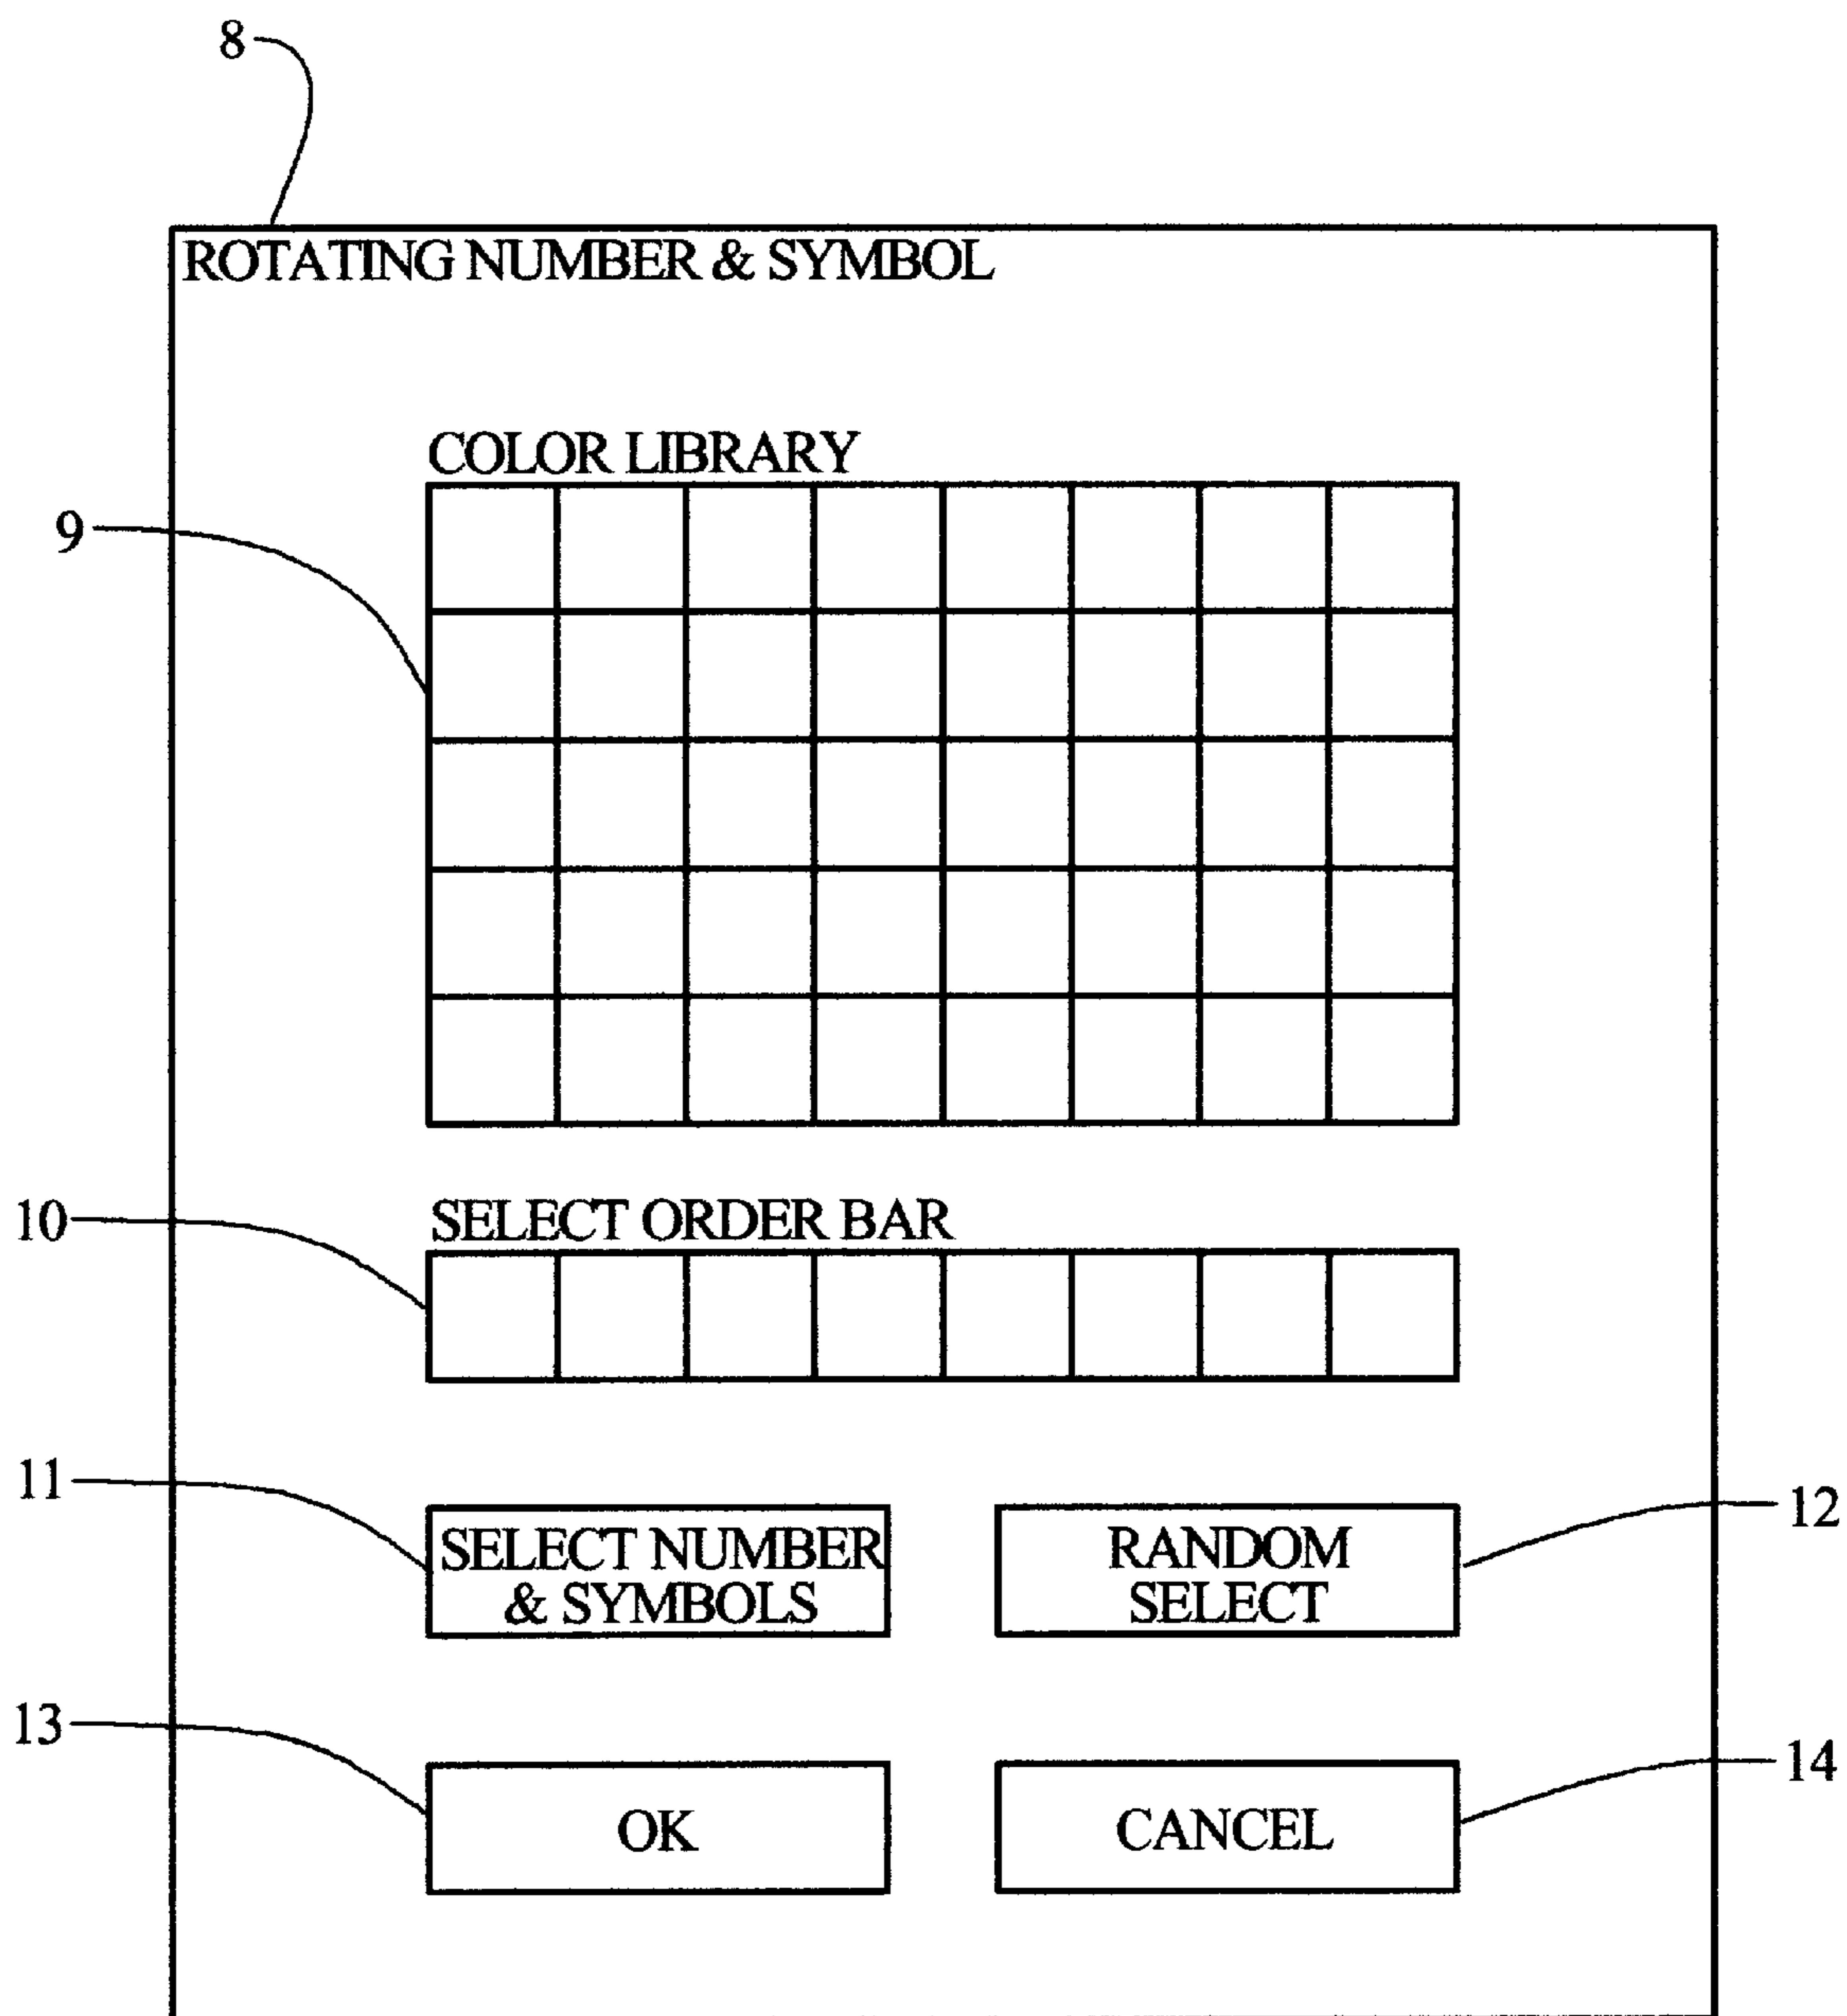 8
ROTATING NUMBER & SYMBOL
COLOR LIBRARY
9
10
SELECT ORDER BAR
11
SELECT NUMBER
& SYMBOLS
12
RANDOM
SELECT
13
OK
14
CANCEL